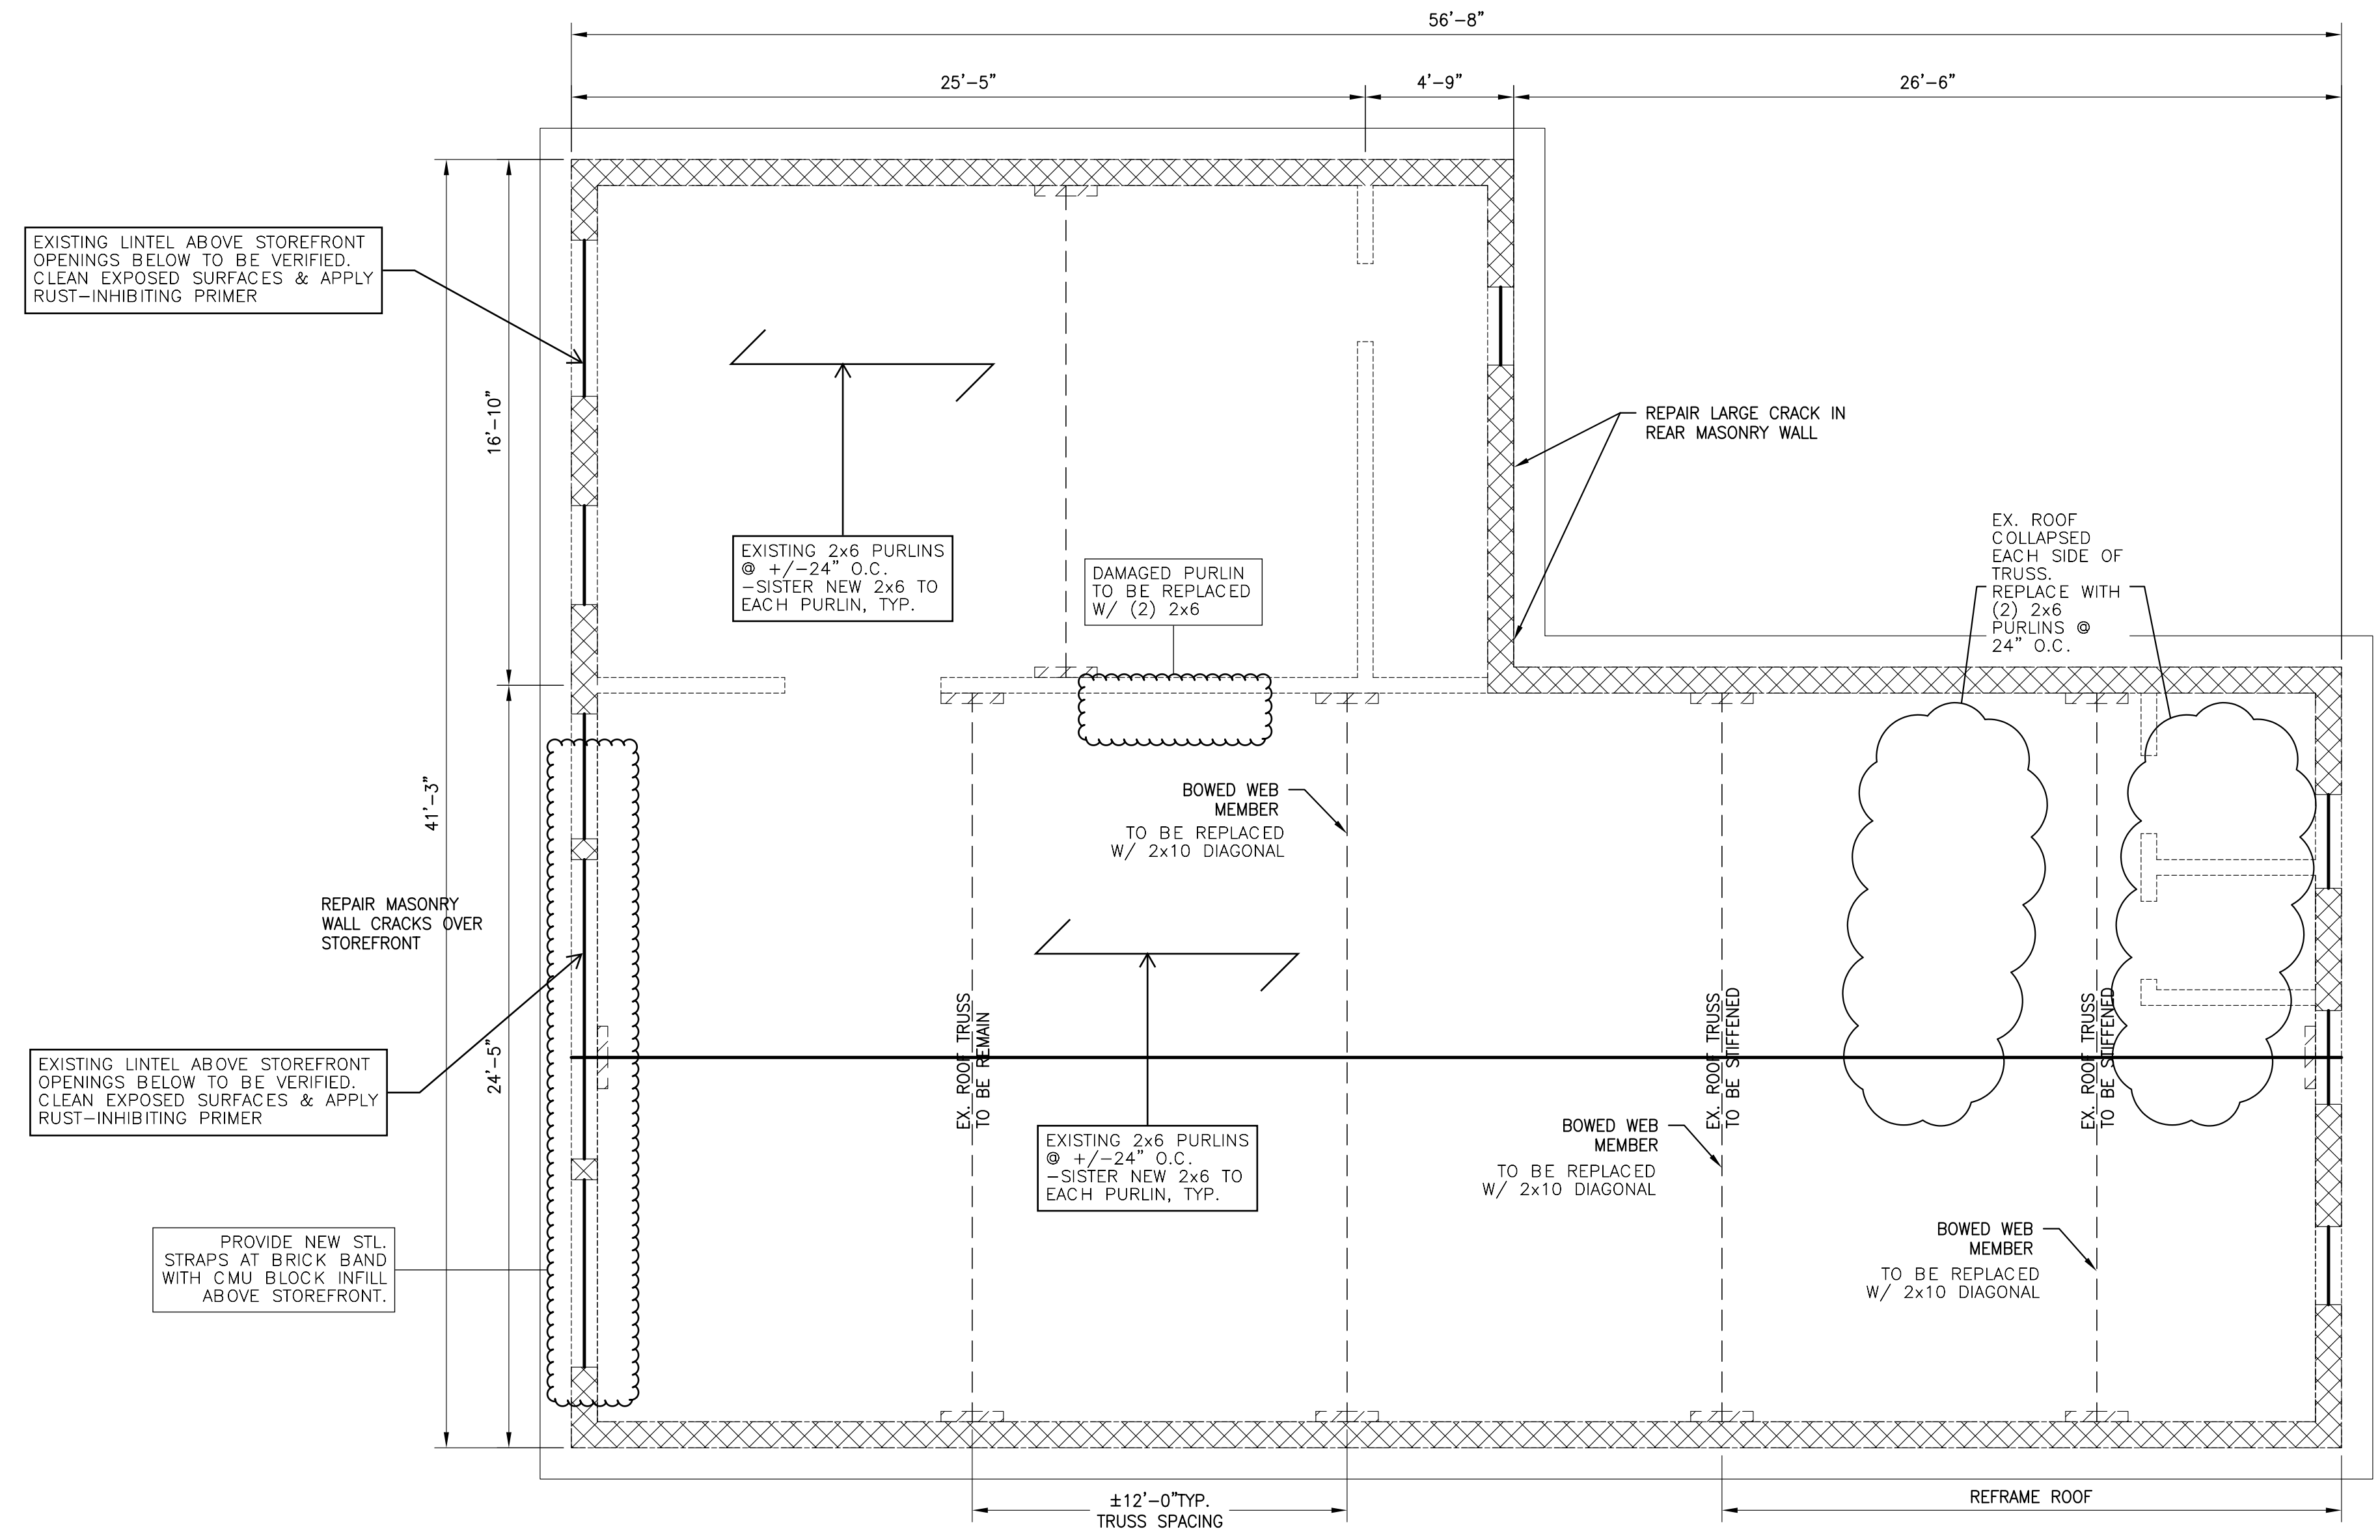 56'-8"
25'-5"
4'-9"
26'-6"
EXISTING LINTEL ABOVE STOREFRONT
OPENINGS BELOW TO BE VERIFIED.
CLEAN EXPOSED SURFACES & APPLY
RUST-INHIBITING PRIMER
16'-10"
REPAIR LARGE CRACK IN
REAR MASONRY WALL
EXISTING 2x6 PURLINS
@ +/-24" O.C.
-SISTER NEW 2x6 TO
EACH PURLIN, TYP.
DAMAGED PURLIN
TO BE REPLACED
W/ (2) 2x6
EX. ROOF
COLLAPSED
EACH SIDE OF
TRUSS.
REPLACE WITH
(2) 2x6
PURLINS @
24" O.C.
41'-3"
BOWED WEB
MEMBER
TO BE REPLACED
W/ 2x10 DIAGONAL
REPAIR MASONRY
WALL CRACKS OVER
STOREFRONT
24'-5"
EX. ROOF TRUSS
TO BE REMAIN
EX. ROOF TRUSS
TO BE STIFFENED
EX. ROOF TRUSS
TO BE STIFFENED
EXISTING LINTEL ABOVE STOREFRONT
OPENINGS BELOW TO BE VERIFIED.
CLEAN EXPOSED SURFACES & APPLY
RUST-INHIBITING PRIMER
EXISTING 2x6 PURLINS
@ +/-24" O.C.
-SISTER NEW 2x6 TO
EACH PURLIN, TYP.
BOWED WEB
MEMBER
TO BE REPLACED
W/ 2x10 DIAGONAL
BOWED WEB
MEMBER
TO BE REPLACED
W/ 2x10 DIAGONAL
PROVIDE NEW STL.
STRAPS AT BRICK BAND
WITH CMU BLOCK INFILL
ABOVE STOREFRONT.
±12'-0"TYP.
TRUSS SPACING
REFRAME ROOF